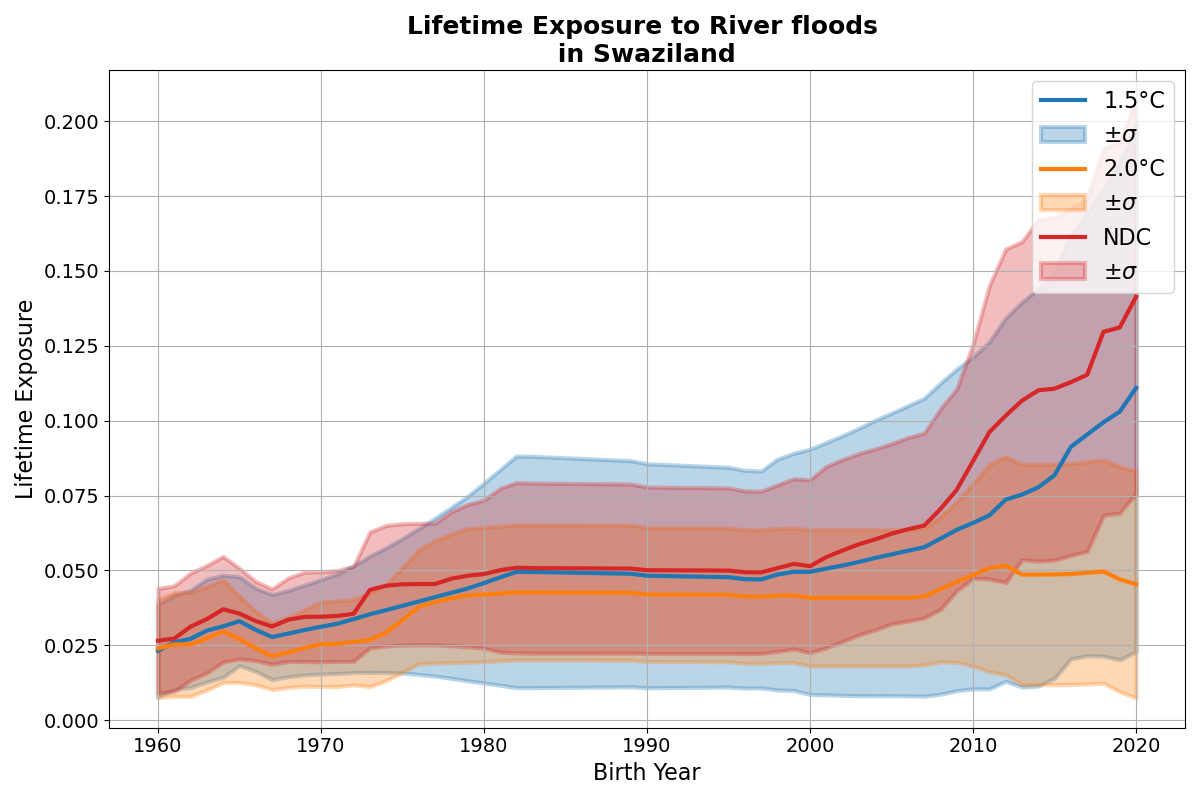 Lifetime Exposure to River floods
in Swaziland
Lifetime Exposure
0.200
0.175
0.150
0.125
0.100
0.075
0.050
0.025
0.000
1.5°C
±σ
2.0°C
±σ
NDC
±σ
1960
1970
1980
1990
2000
2010
2020
Birth Year